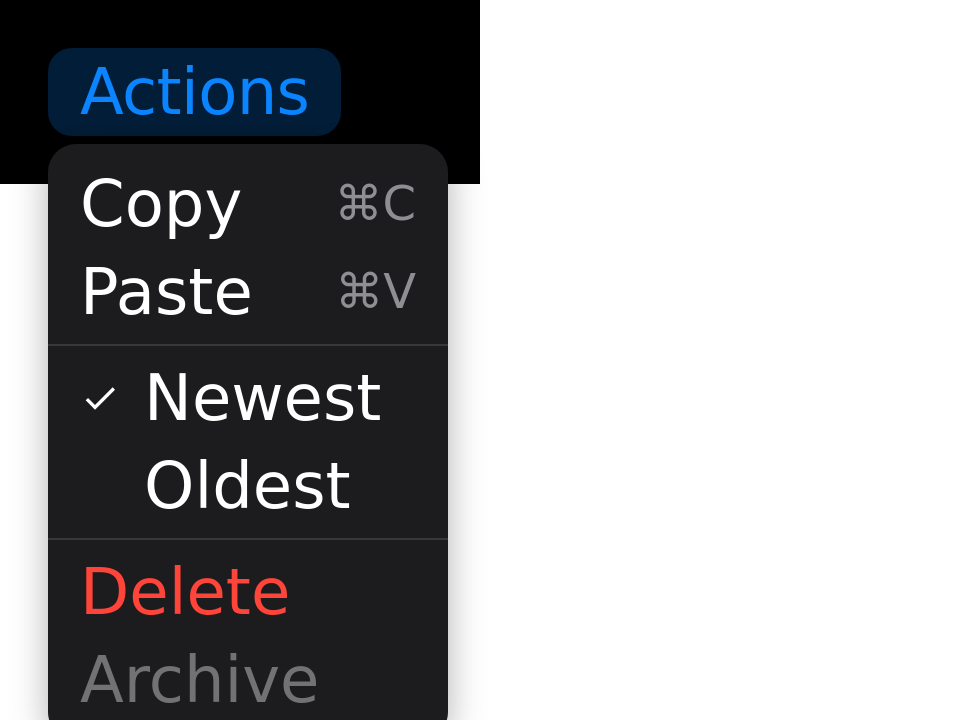 Actions
Copy ⌘C
Paste ⌘V
✓ Newest
Oldest
Delete
Archive